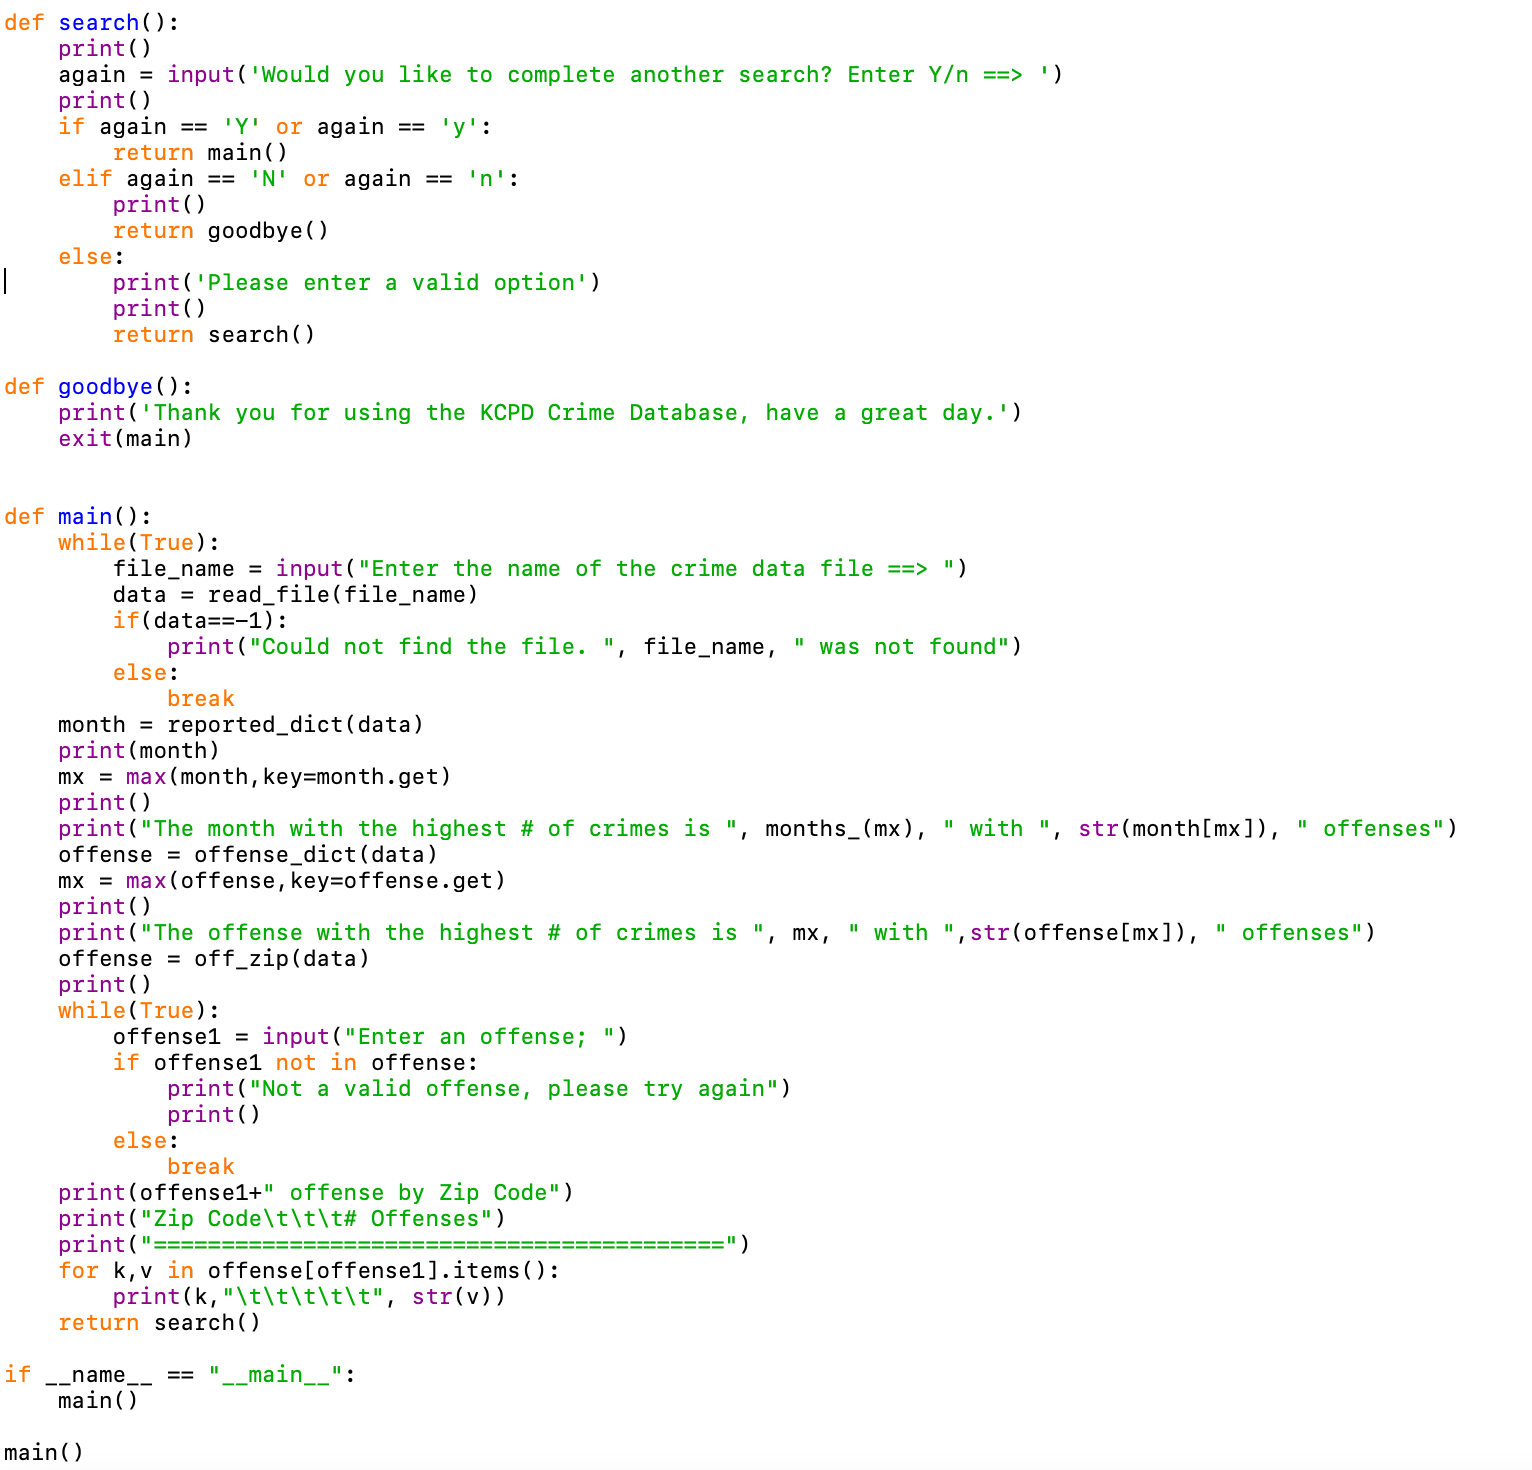 def search():
    print()
    again = input('Would you like to complete another search? Enter Y/n ==> ')
    print()
    if again == 'Y' or again == 'y':
        return main()
    elif again == 'N' or again == 'n':
        print()
        return goodbye()
    else:
        print('Please enter a valid option')
        print()
        return search()

def goodbye():
    print('Thank you for using the KCPD Crime Database, have a great day.')
    exit(main)


def main():
    while(True):
        file_name = input("Enter the name of the crime data file ==> ")
        data = read_file(file_name)
        if(data==-1):
            print("Could not find the file. ", file_name, " was not found")
        else:
            break
    month = reported_dict(data)
    print(month)
    mx = max(month,key=month.get)
    print()
    print("The month with the highest # of crimes is ", months_(mx), " with ", str(month[mx]), " offenses")
    offense = offense_dict(data)
    mx = max(offense,key=offense.get)
    print()
    print("The offense with the highest # of crimes is ", mx, " with ",str(offense[mx]), " offenses")
    offense = off_zip(data)
    print()
    while(True):
        offense1 = input("Enter an offense; ")
        if offense1 not in offense:
            print("Not a valid offense, please try again")
            print()
        else:
            break
    print(offense1+" offense by Zip Code")
    print("Zip Code\t\t\t# Offenses")
    print("==========================================")
    for k,v in offense[offense1].items():
        print(k,"\t\t\t\t\t", str(v))
    return search()

if __name__ == "__main__":
    main()

main()